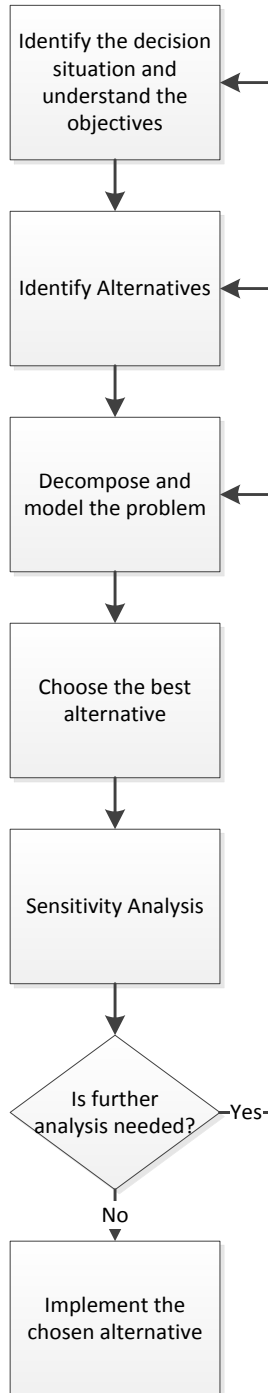 Identify the decision
situation and
understand the
objectives
Identify Alternatives
Decompose and
model the problem
Choose the best
alternative
Sensitivity Analysis
Is further
analysis needed?
Yes
No
Implement the
chosen alternative